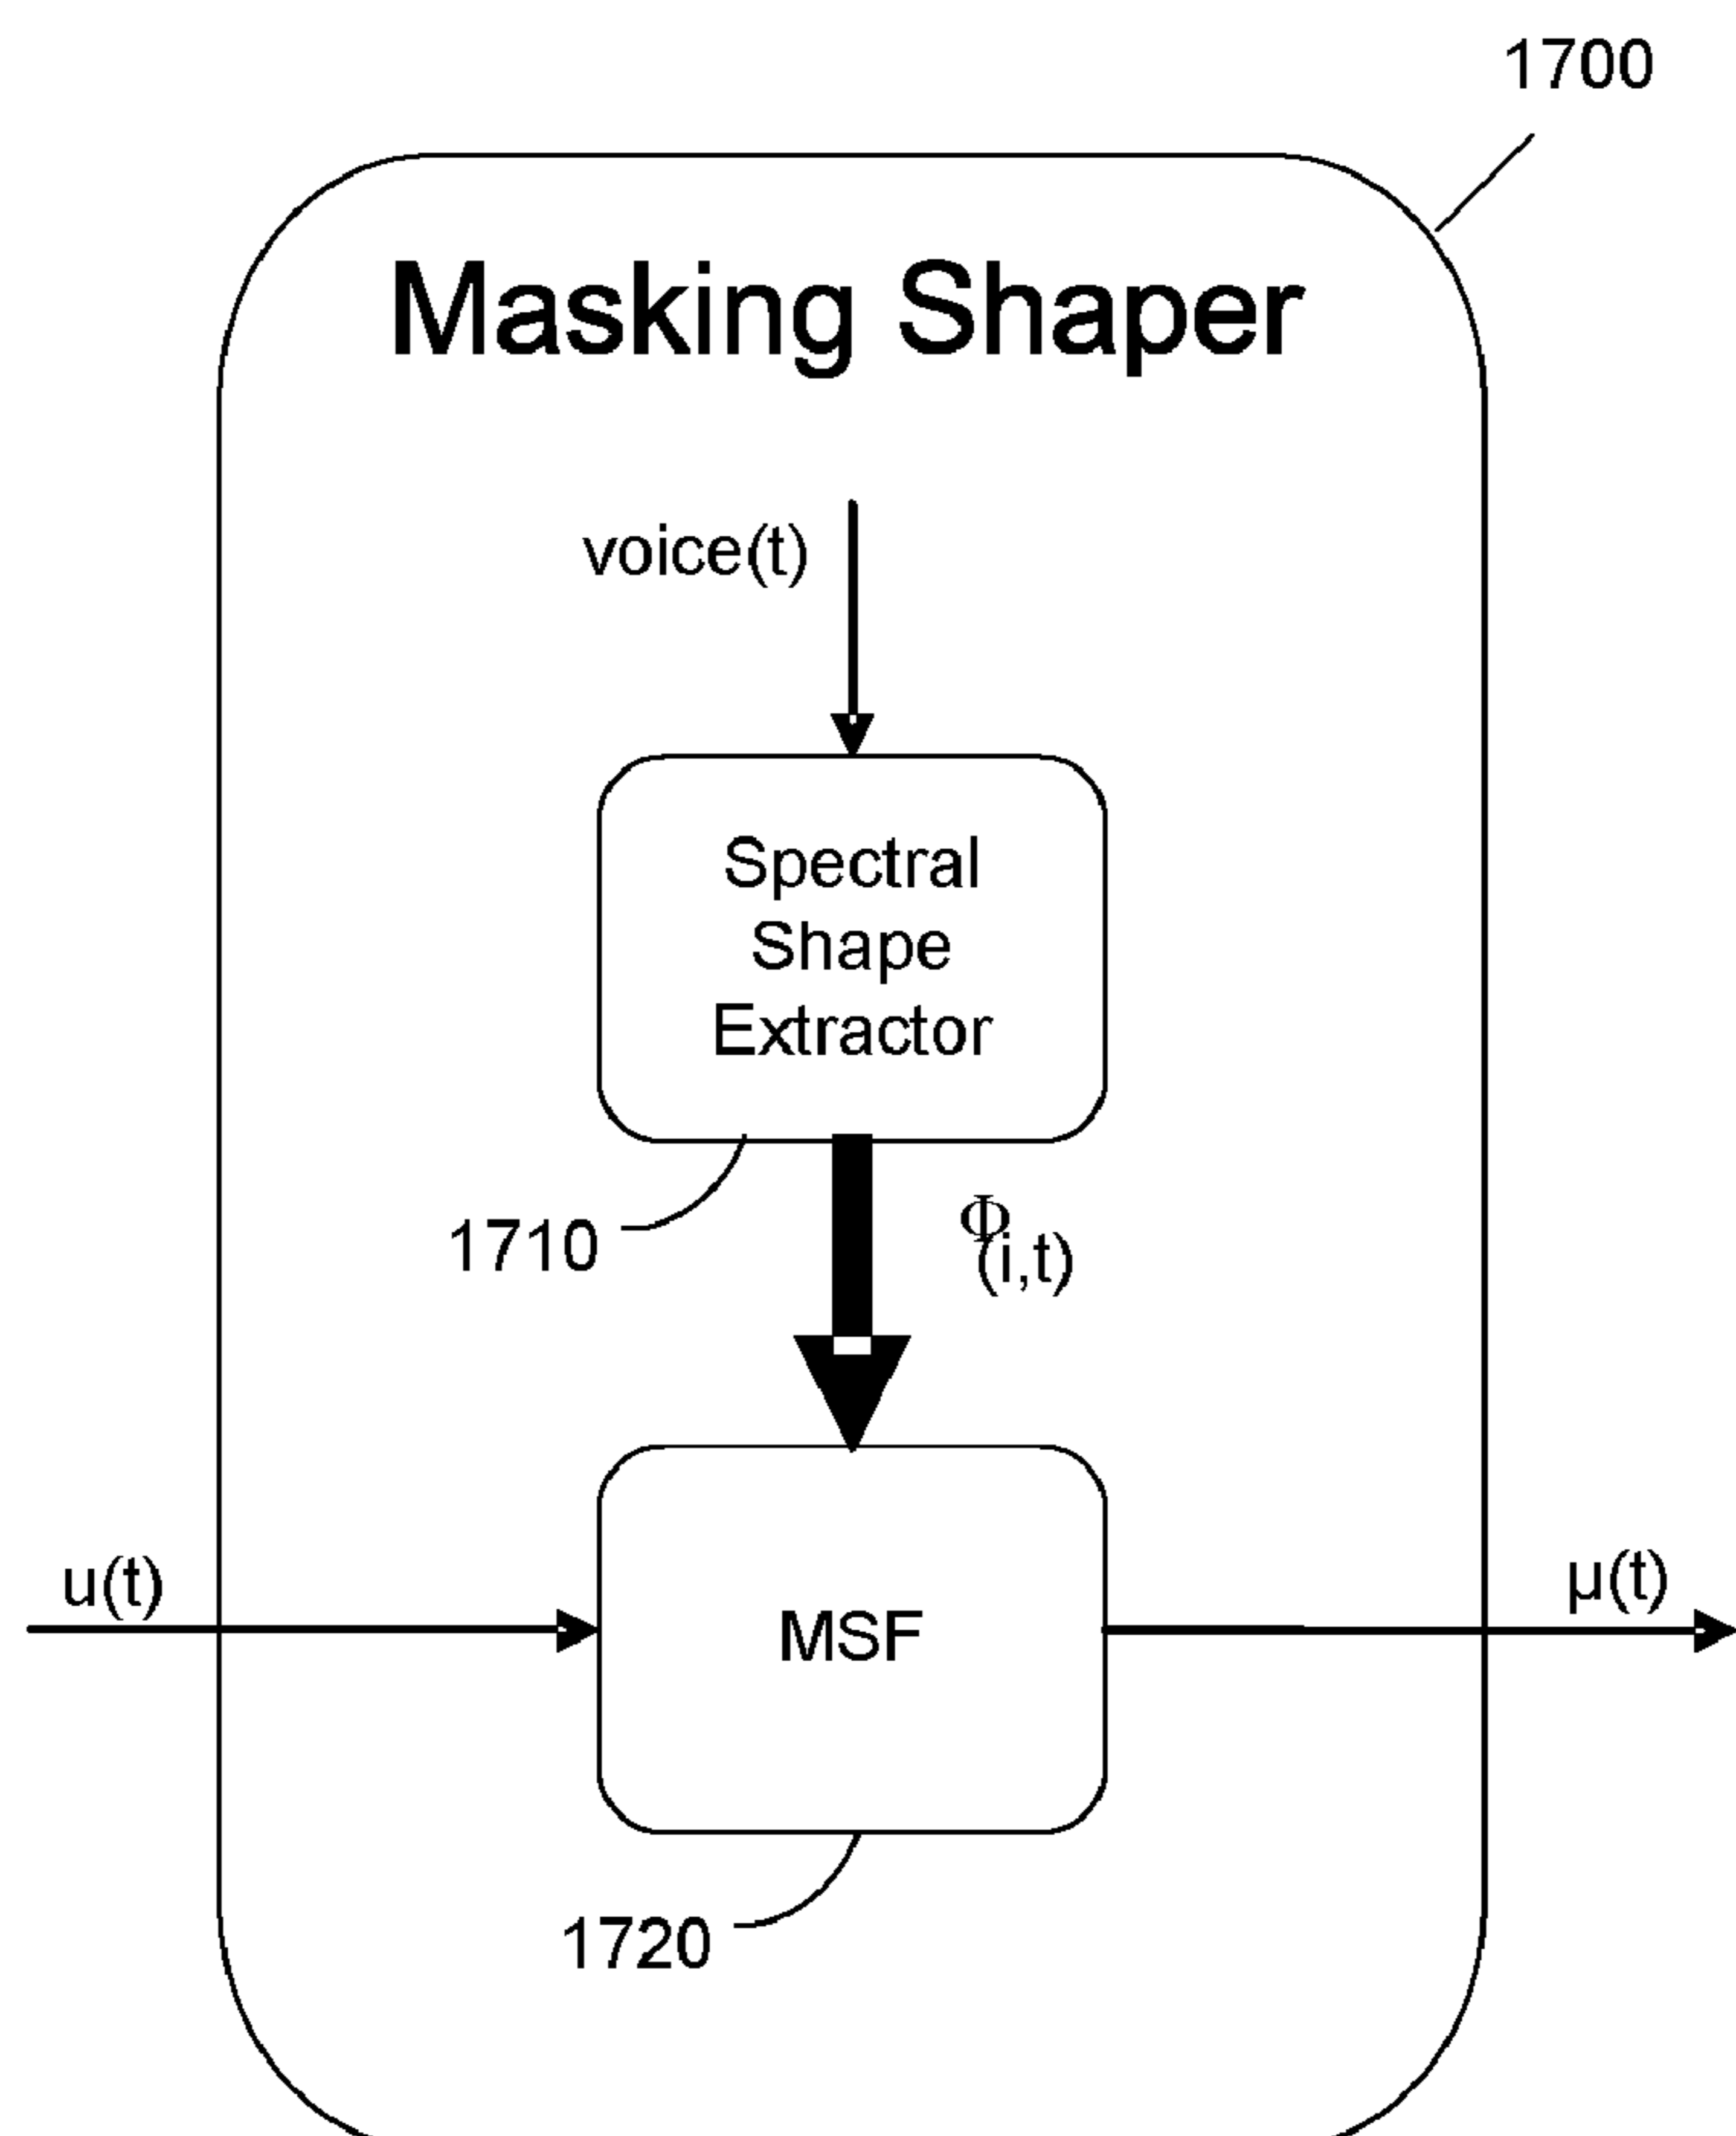 1700
Masking Shaper
voice(t)
Spectral
Shape
Extractor
1710
Φ
(i,t)
u(t)
μ(t)
MSF
1720